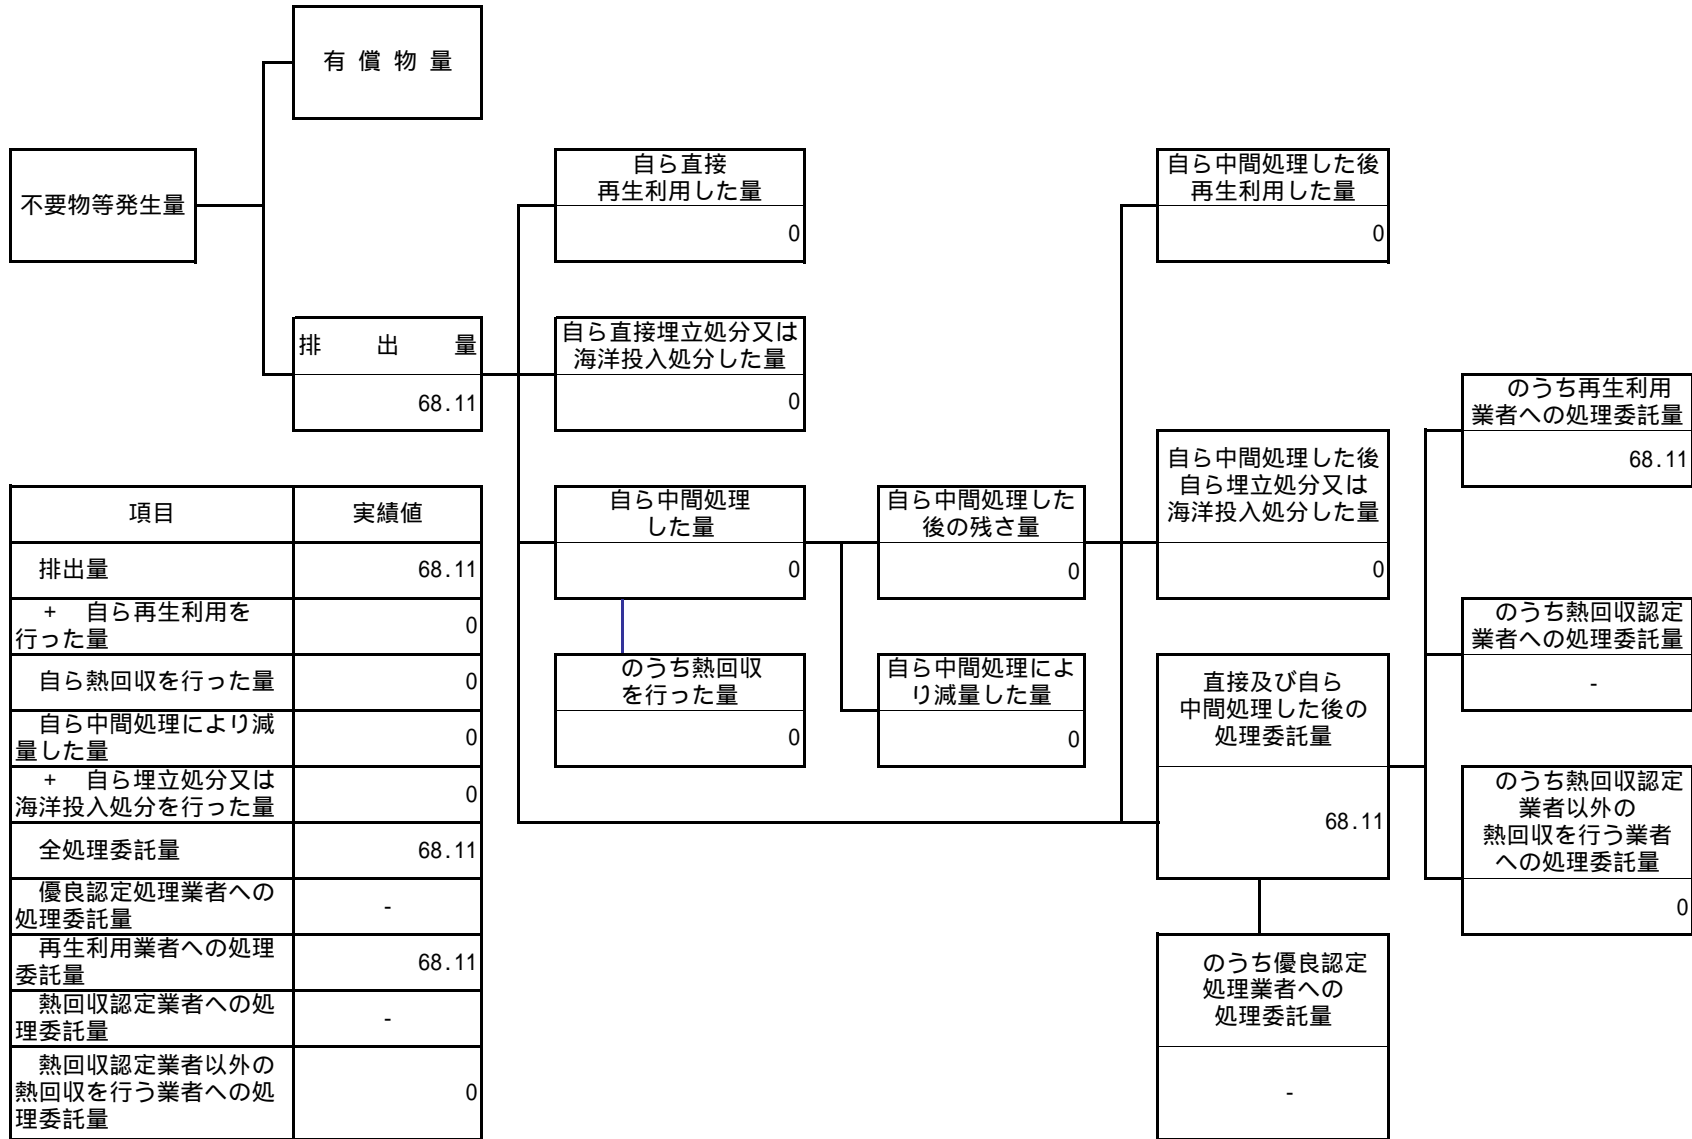 有 償 物 量
不要物等発生量
自ら直接
再生利用した量
0
自ら中間処理した後
再生利用した量
0
排 出 量
68.11
自ら直接埋立処分又は
海洋投入処分した量
0
のうち再生利用
業者への処理委託量
68.11
自ら中間処理した後
自ら埋立処分又は
海洋投入処分した量
0
自ら中間処理
した量
0
自ら中間処理した
後の残さ量
0
のうち熱回収認定
業者への処理委託量
-
のうち熱回収
を行った量
0
自ら中間処理によ
り減量した量
0
直接及び自ら
中間処理した後の
処理委託量
68.11
のうち熱回収認定
業者以外の
熱回収を行う業者
への処理委託量
0
のうち優良認定
処理業者への
処理委託量
-
項目 実績値
排出量 68.11
+ 自ら再生利用を
行った量 0
自ら熱回収を行った量 0
自ら中間処理により減
量した量 0
+ 自ら埋立処分又は
海洋投入処分を行った量 0
全処理委託量 68.11
優良認定処理業者への
処理委託量 -
再生利用業者への処理
委託量 68.11
熱回収認定業者への処
理委託量 -
熱回収認定業者以外の
熱回収を行う業者への処
理委託量 0